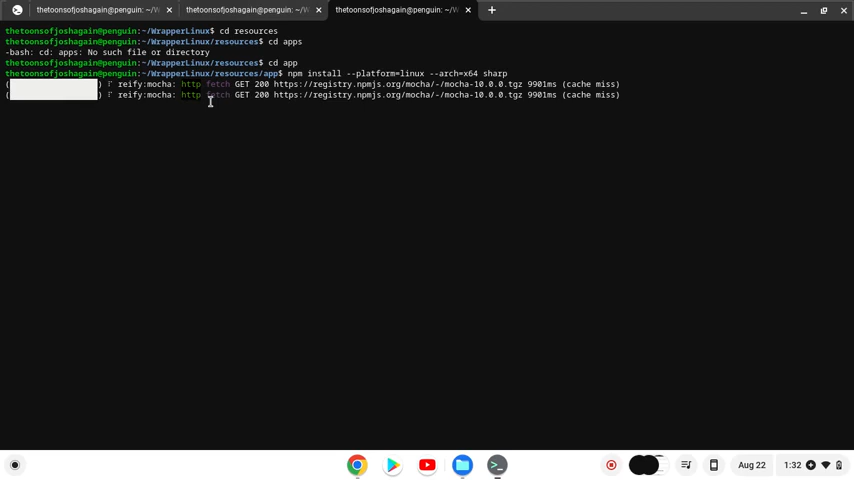 thetoonsofjoshagain@penguin: ~/W
thetoonsofjoshagain@penguin: ~/W
thetoonsofjoshagain@penguin: ~/W
thetoonsofjoshagain@penguin:~/WrapperLinux$ cd resources
thetoonsofjoshagain@penguin:~/WrapperLinux/resources$ cd apps
-bash: cd: apps: No such file or directory
thetoonsofjoshagain@penguin:~/WrapperLinux/resources$ cd app
thetoonsofjoshagain@penguin:~/WrapperLinux/resources/app$ npm install --platform=linux --arch=x64 sharp
( ) ⠏ reify:mocha: http fetch GET 200 https://registry.npmjs.org/mocha/-/mocha-10.0.0.tgz 9901ms (cache miss)
( ) ⠏ reify:mocha: http fetch GET 200 https://registry.npmjs.org/mocha/-/mocha-10.0.0.tgz 9901ms (cache miss)
Aug 22 1:32